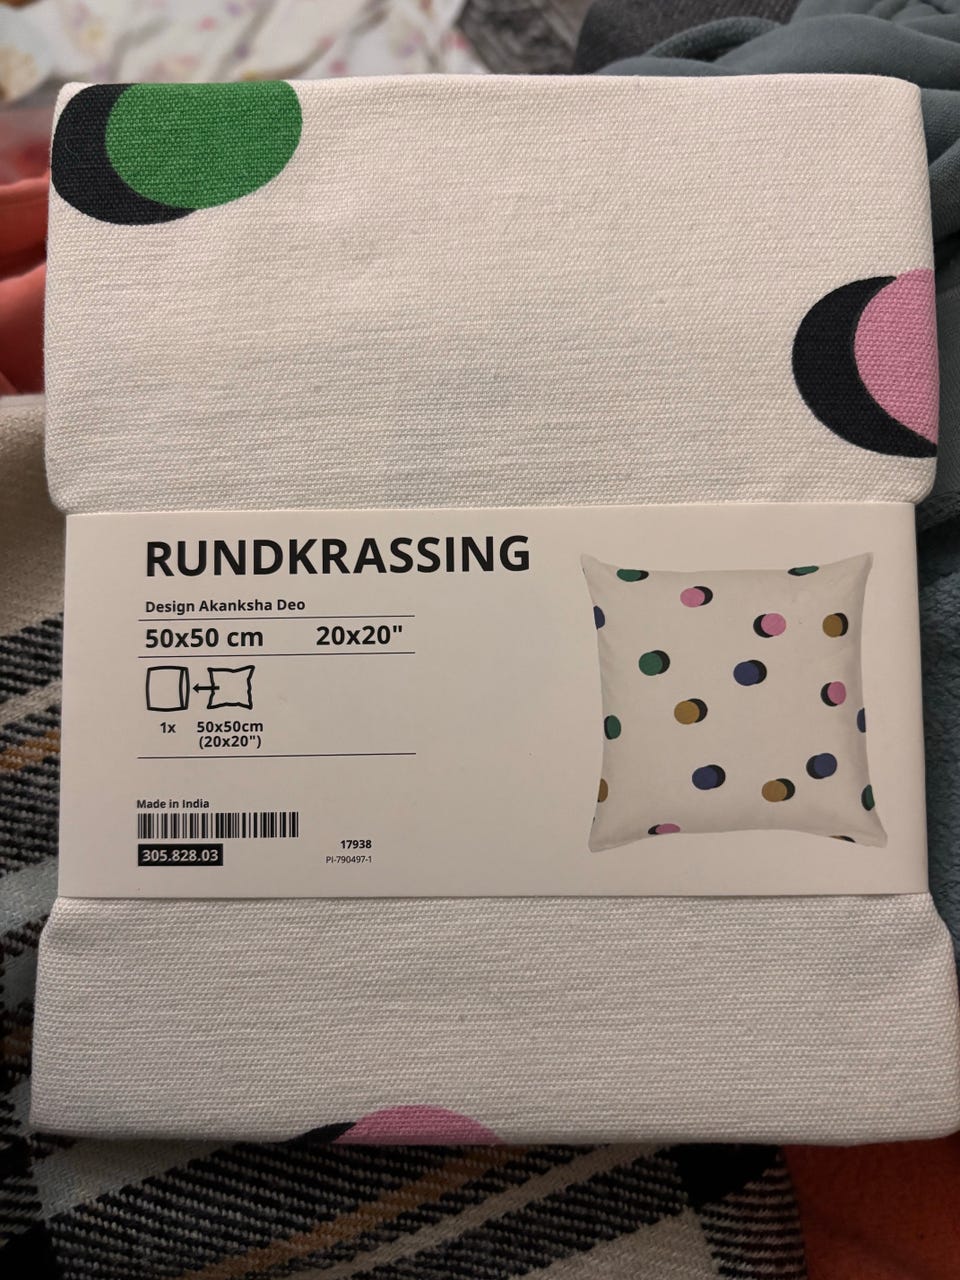 RUNDKRASSING
Design Akanksha Deo
50x50 cm 20x20"
1x 50x50cm
(20x20")
Made in India
305.828.03
17938
PI-790497-1